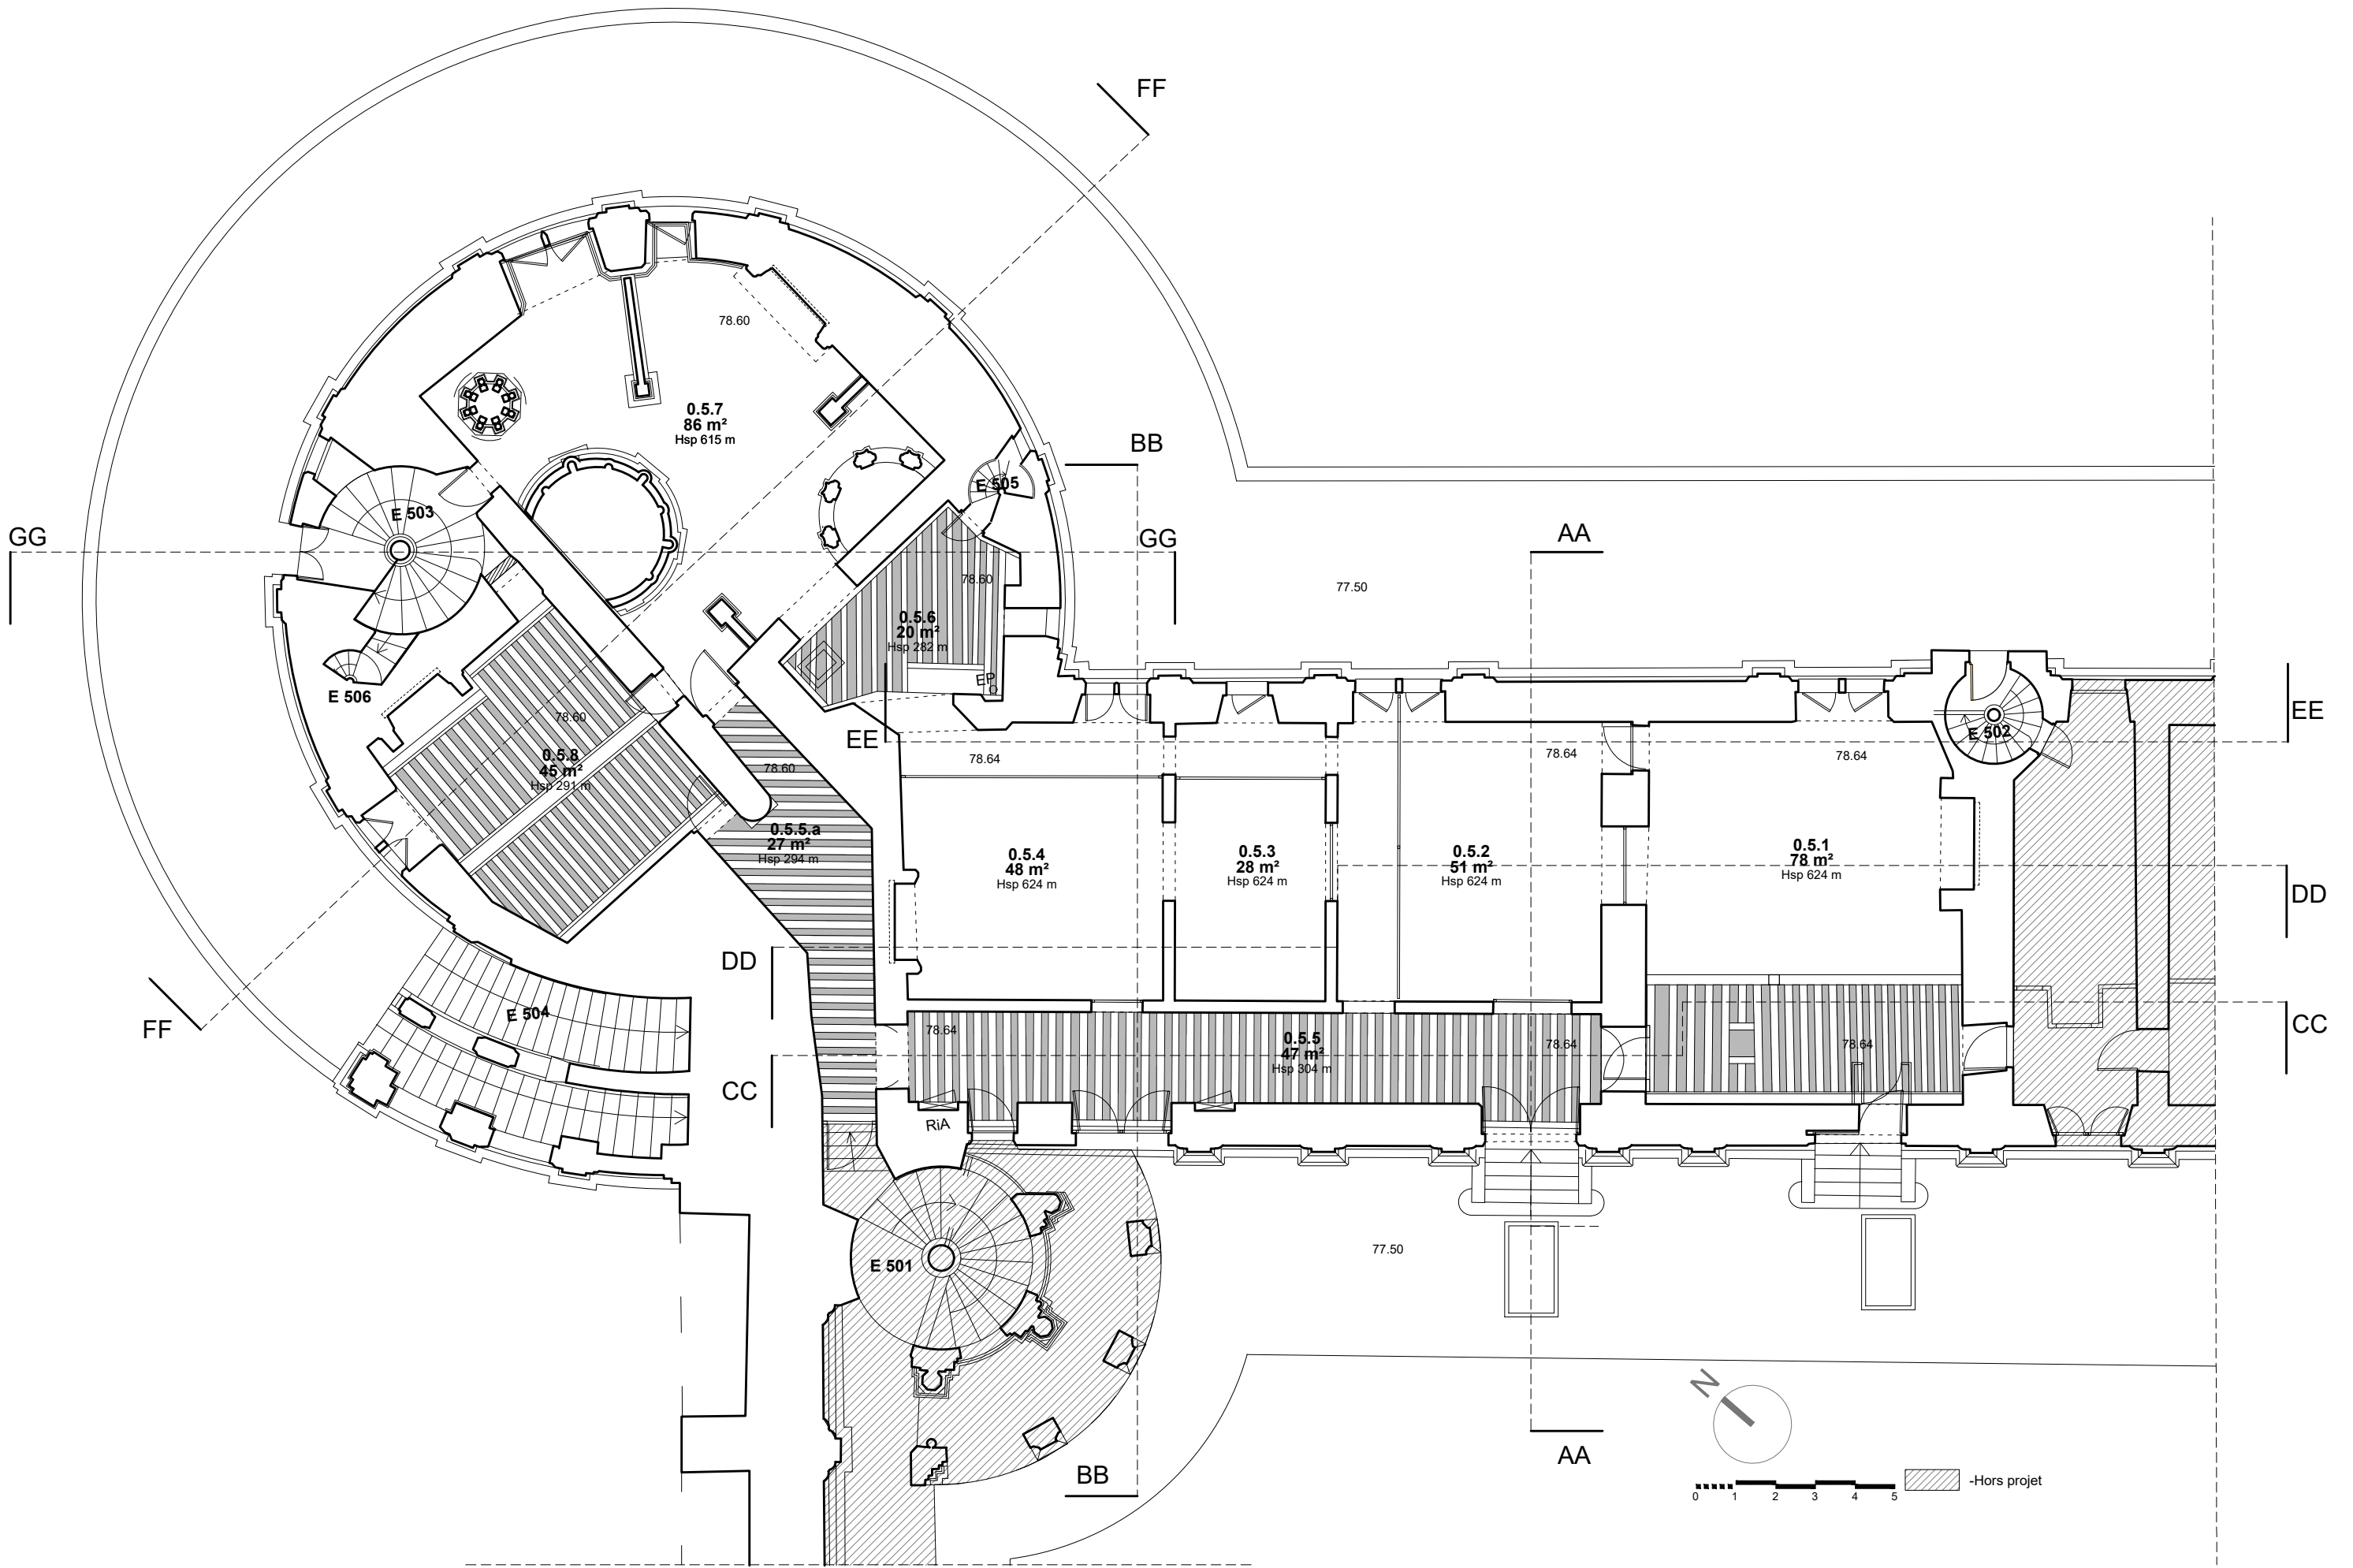 FF
78.60
0.5.7
86 m²
Hsp 615 m
BB
E 505
E 503
GG
GG
AA
78.60
77.50
0.5.6
20 m²
Hsp 282 m
EP
E 506
78.60
EE
EE
E 502
0.5.8
45 m²
Hsp 291 m
78.60
78.64
78.64
78.64
0.5.5.a
27 m²
Hsp 294 m
0.5.4
48 m²
Hsp 624 m
0.5.3
28 m²
Hsp 624 m
0.5.2
51 m²
Hsp 624 m
0.5.1
78 m²
Hsp 624 m
DD
DD
E 504
FF
78.64
0.5.5
47 m²
Hsp 304 m
78.64
78.64
CC
CC
RiA
E 501
77.50
N
AA
BB
0 1 2 3 4 5
-Hors projet